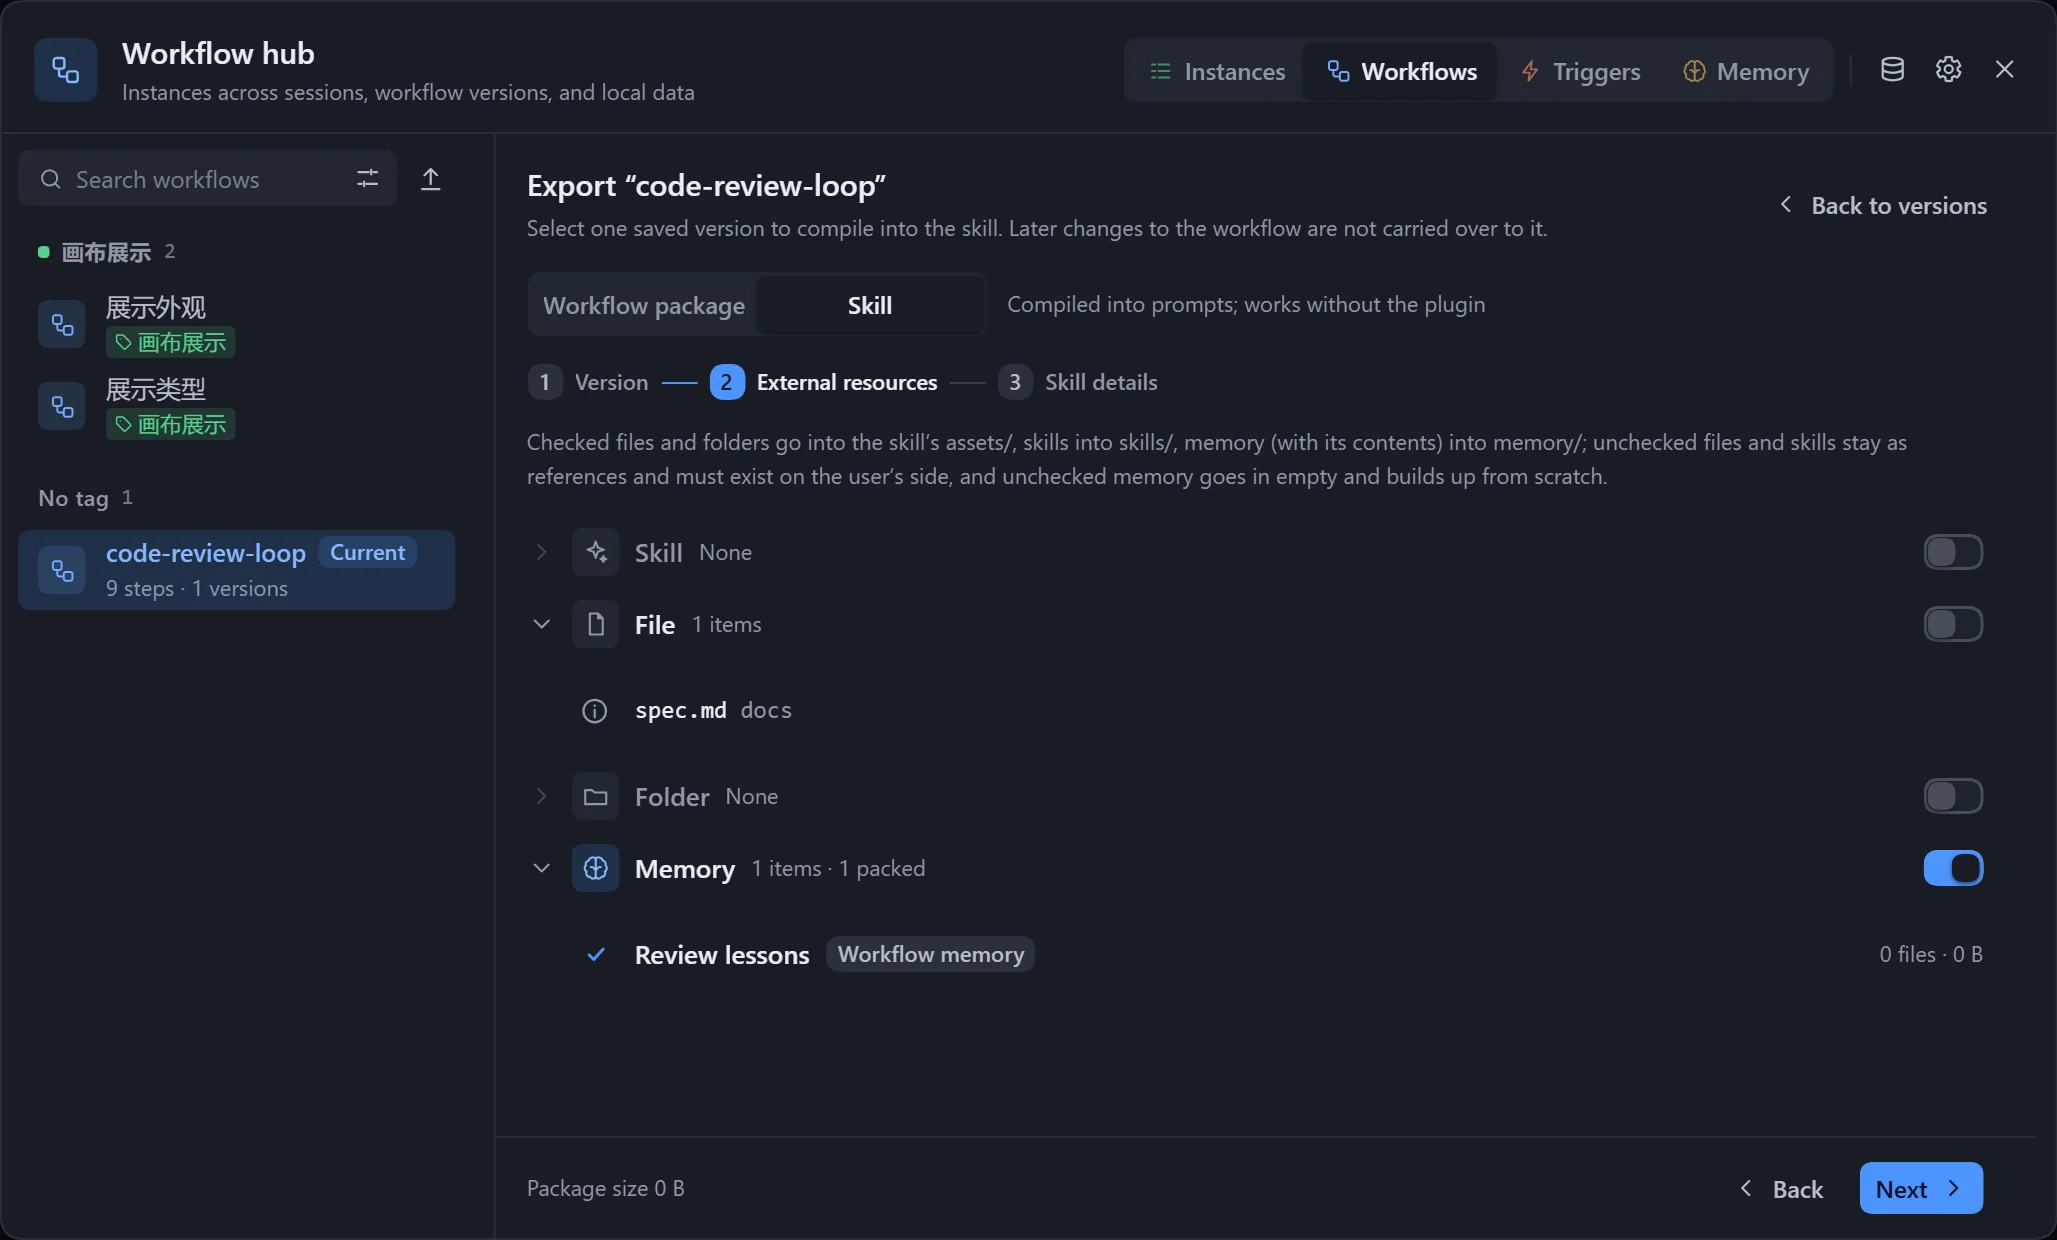 Workflow hub
Instances across sessions, workflow versions, and local data
Instances
Workflows
Triggers
Memory
Search workflows
画布展示 2
展示外观
画布展示
展示类型
画布展示
No tag 1
code-review-loop Current
9 steps · 1 versions
Export “code-review-loop”
Select one saved version to compile into the skill. Later changes to the workflow are not carried over to it.
Back to versions
Workflow package
Skill
Compiled into prompts; works without the plugin
1 Version
2 External resources
3 Skill details
Checked files and folders go into the skill’s assets/, skills into skills/, memory (with its contents) into memory/; unchecked files and skills stay as
references and must exist on the user’s side, and unchecked memory goes in empty and builds up from scratch.
Skill None
File 1 items
spec.md docs
Folder None
Memory 1 items · 1 packed
Review lessons Workflow memory 0 files · 0 B
Package size 0 B
Back
Next